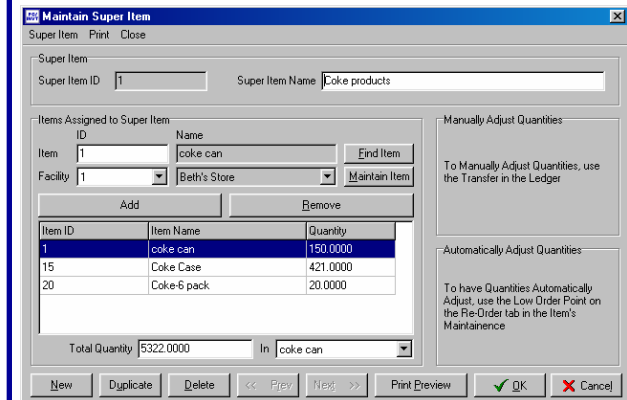 Maintain Super Item
Super Item Print Close
Super Item
Super Item ID 1 Super Item Name Coke products
Items Assigned to Super Item
ID Name
Item 1 coke can Find Item
Facility 1 Beth's Store Maintain Item
Add Remove
Item ID Item Name Quantity
1 coke can 150.0000
15 Coke Case 421.0000
20 Coke-6 pack 20.0000
Total Quantity 5322.0000 In coke can
Manually Adjust Quantities
To Manually Adjust Quantities, use
the Transfer in the Ledger
Automatically Adjust Quantities
To have Quantities Automatically
Adjust, use the Low Order Point on
the Re-Order tab in the Item's
Maintainence
New Duplicate Delete << Prev Next >> Print Preview OK Cancel